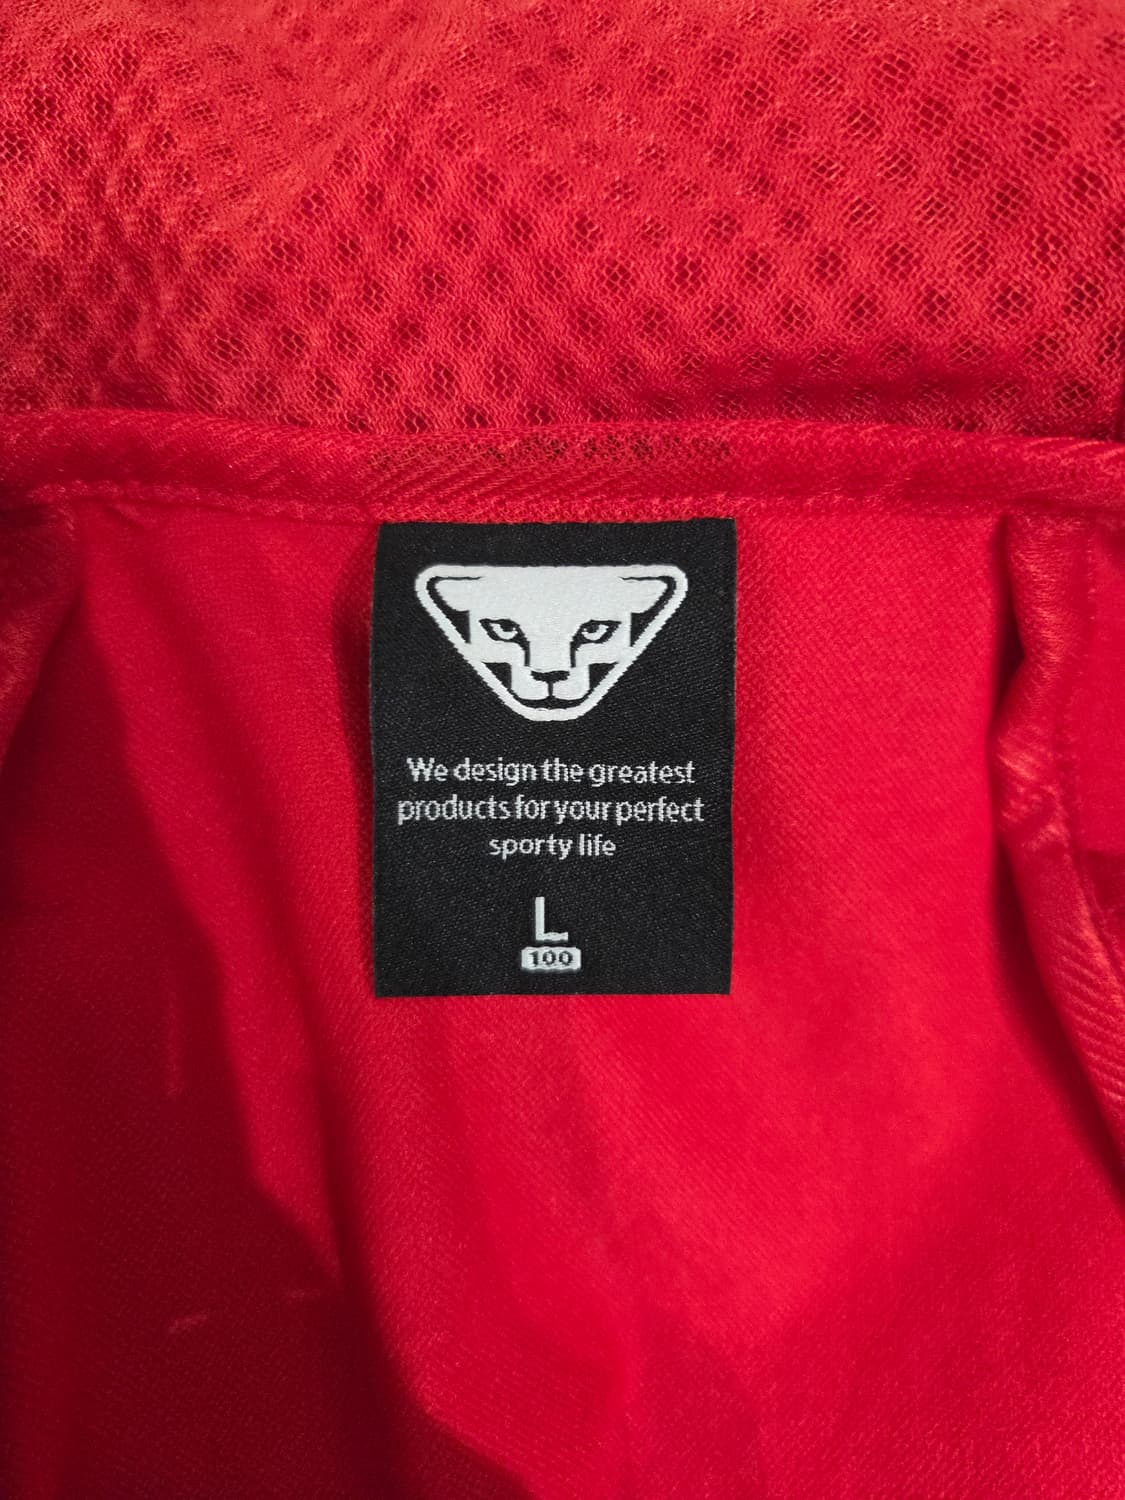 We design the greatest
products for your perfect
sporty life
L
100